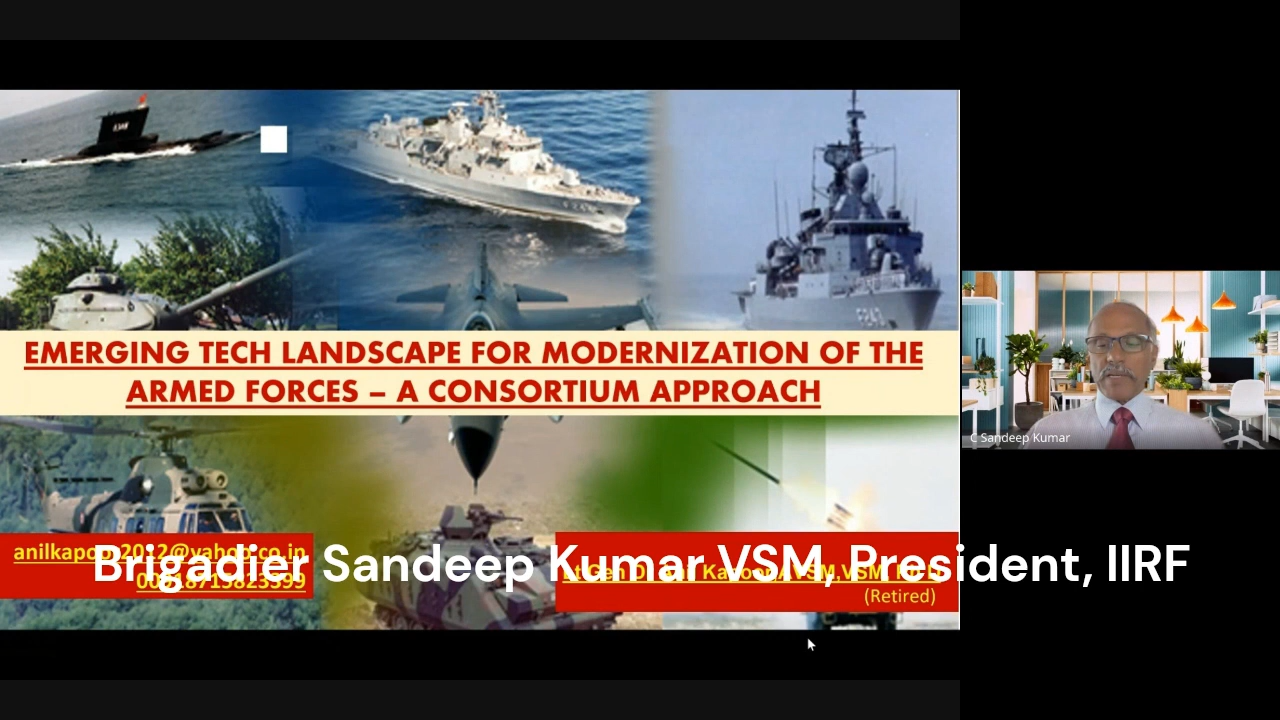 EMERGING TECH LANDSCAPE FOR MODERNIZATION OF THE
ARMED FORCES – A CONSORTIUM APPROACH
Brigadier Sandeep Kumar VSM, President, IIRF
(Retired)
C Sandeep Kumar